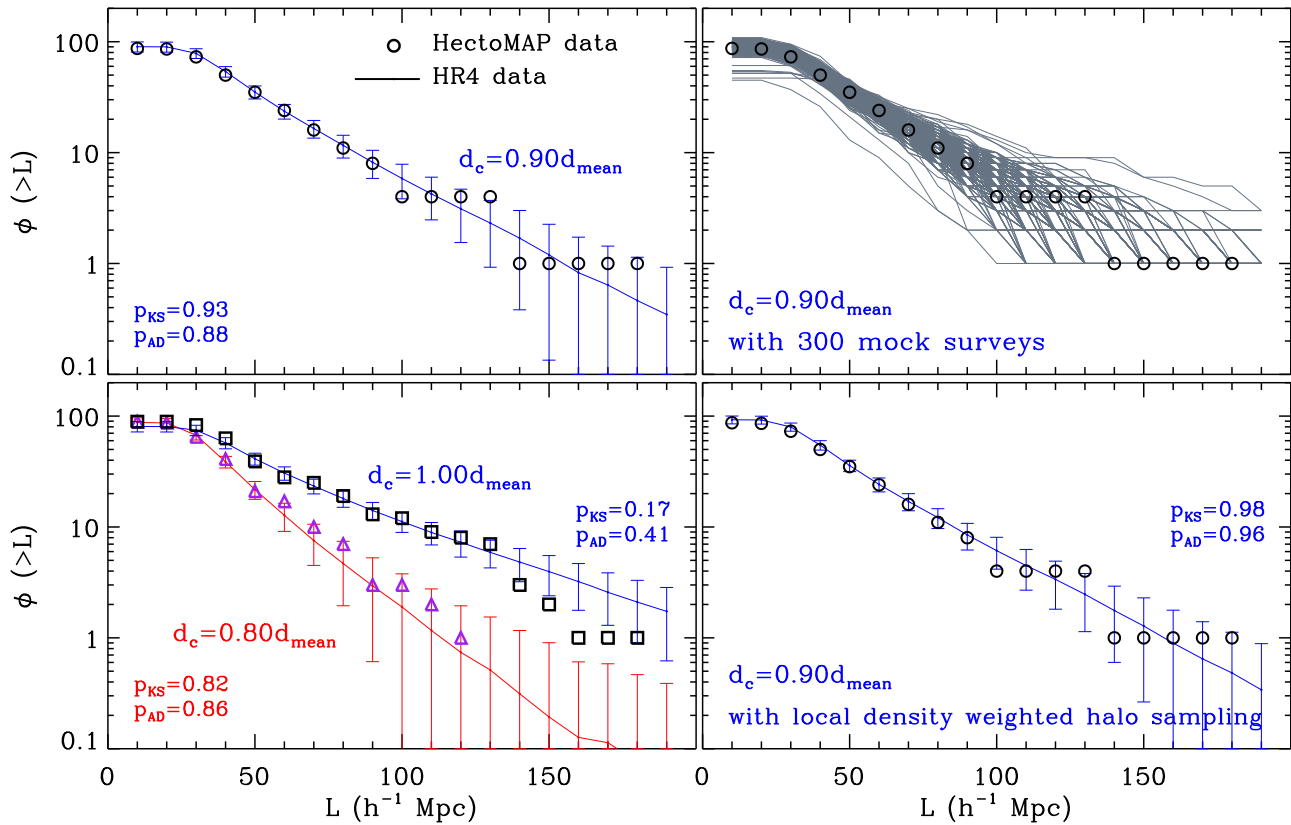 100
10
1
0.1
ϕ (>L)
HectoMAP data
HR4 data
d_c=0.90d_mean
p_KS=0.93
p_AD=0.88
d_c=0.90d_mean
with 300 mock surveys
100
10
1
0.1
ϕ (>L)
d_c=1.00d_mean
p_KS=0.17
p_AD=0.41
d_c=0.80d_mean
p_KS=0.82
p_AD=0.86
0 50 100 150
L (h⁻¹ Mpc)
p_KS=0.98
p_AD=0.96
d_c=0.90d_mean
with local density weighted halo sampling
0 50 100 150
L (h⁻¹ Mpc)